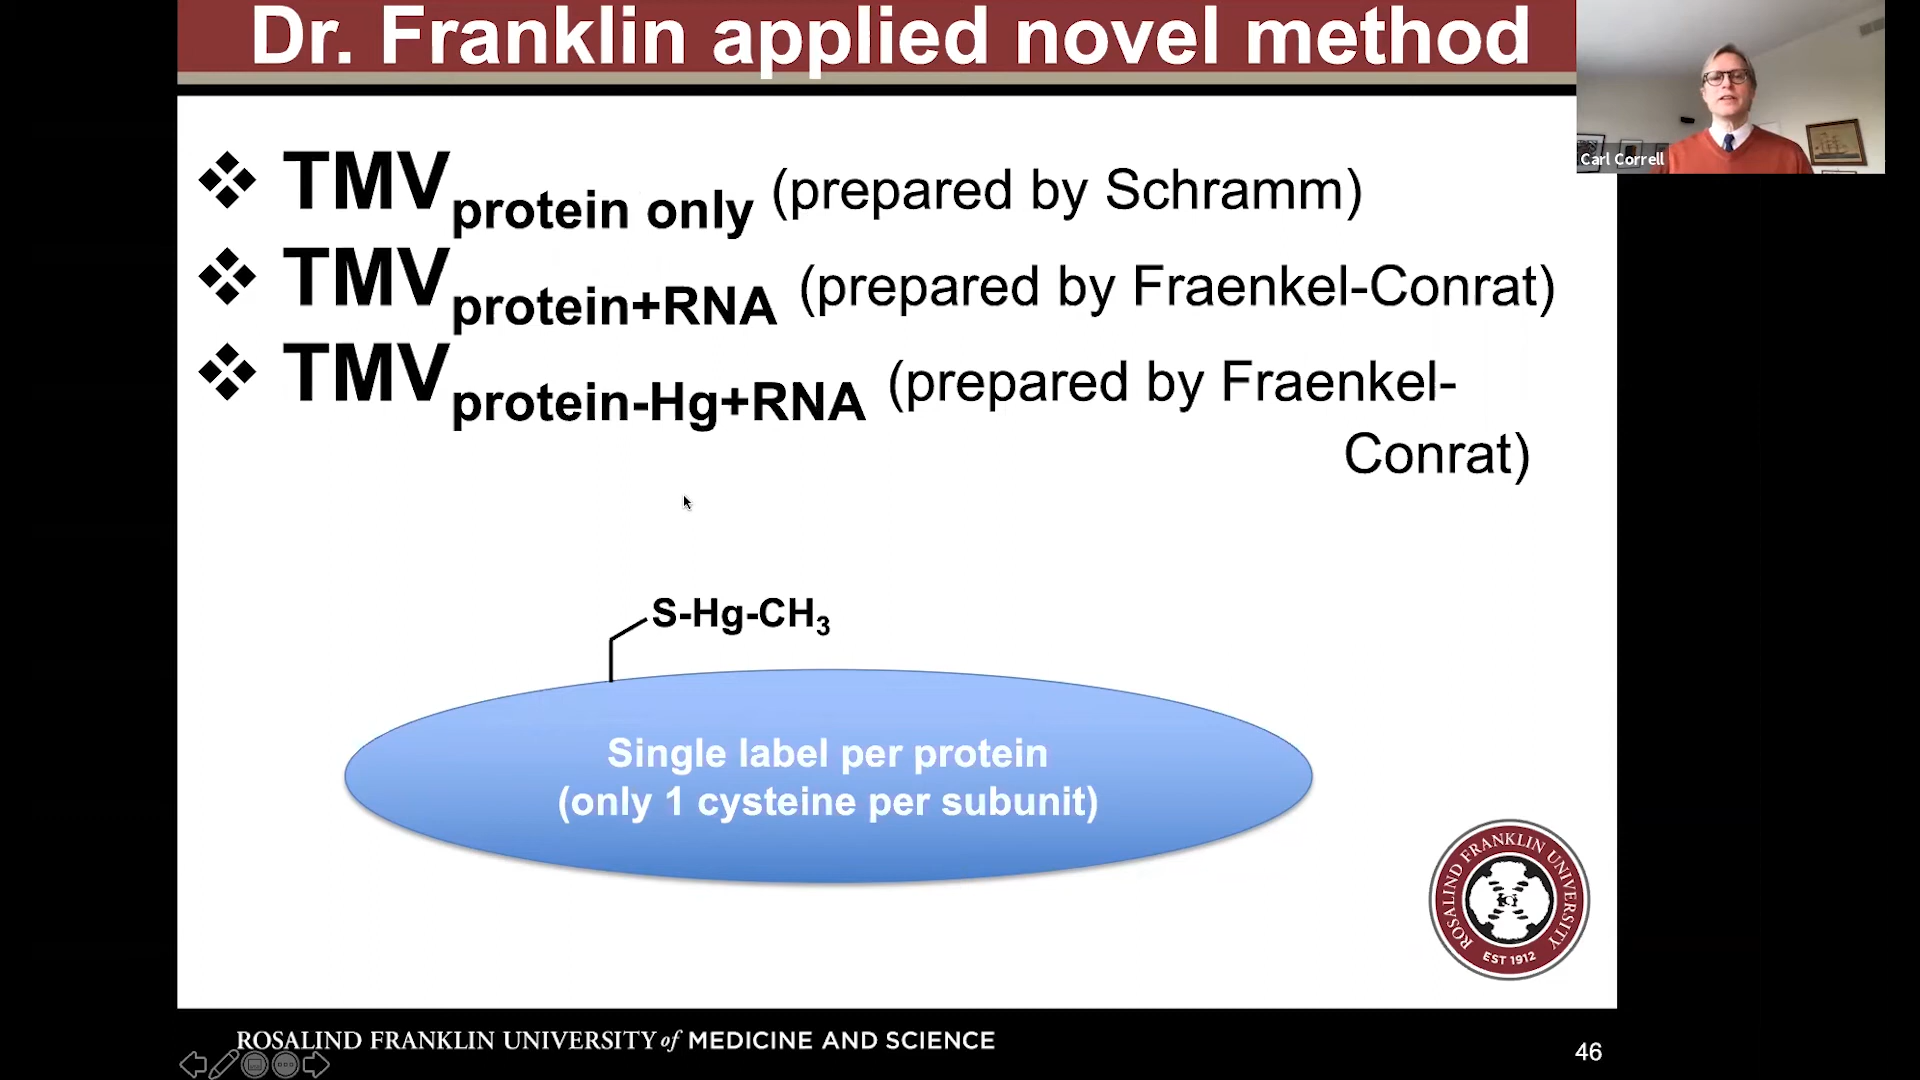 Dr. Franklin applied novel method
Carl Correll
❖ TMVprotein only (prepared by Schramm)
❖ TMVprotein+RNA (prepared by Fraenkel-Conrat)
❖ TMVprotein-Hg+RNA (prepared by Fraenkel-
Conrat)
S-Hg-CH3
Single label per protein
(only 1 cysteine per subunit)
ROSALIND FRANKLIN UNIVERSITY
EST 1912
ROSALIND FRANKLIN UNIVERSITY of MEDICINE AND SCIENCE
46